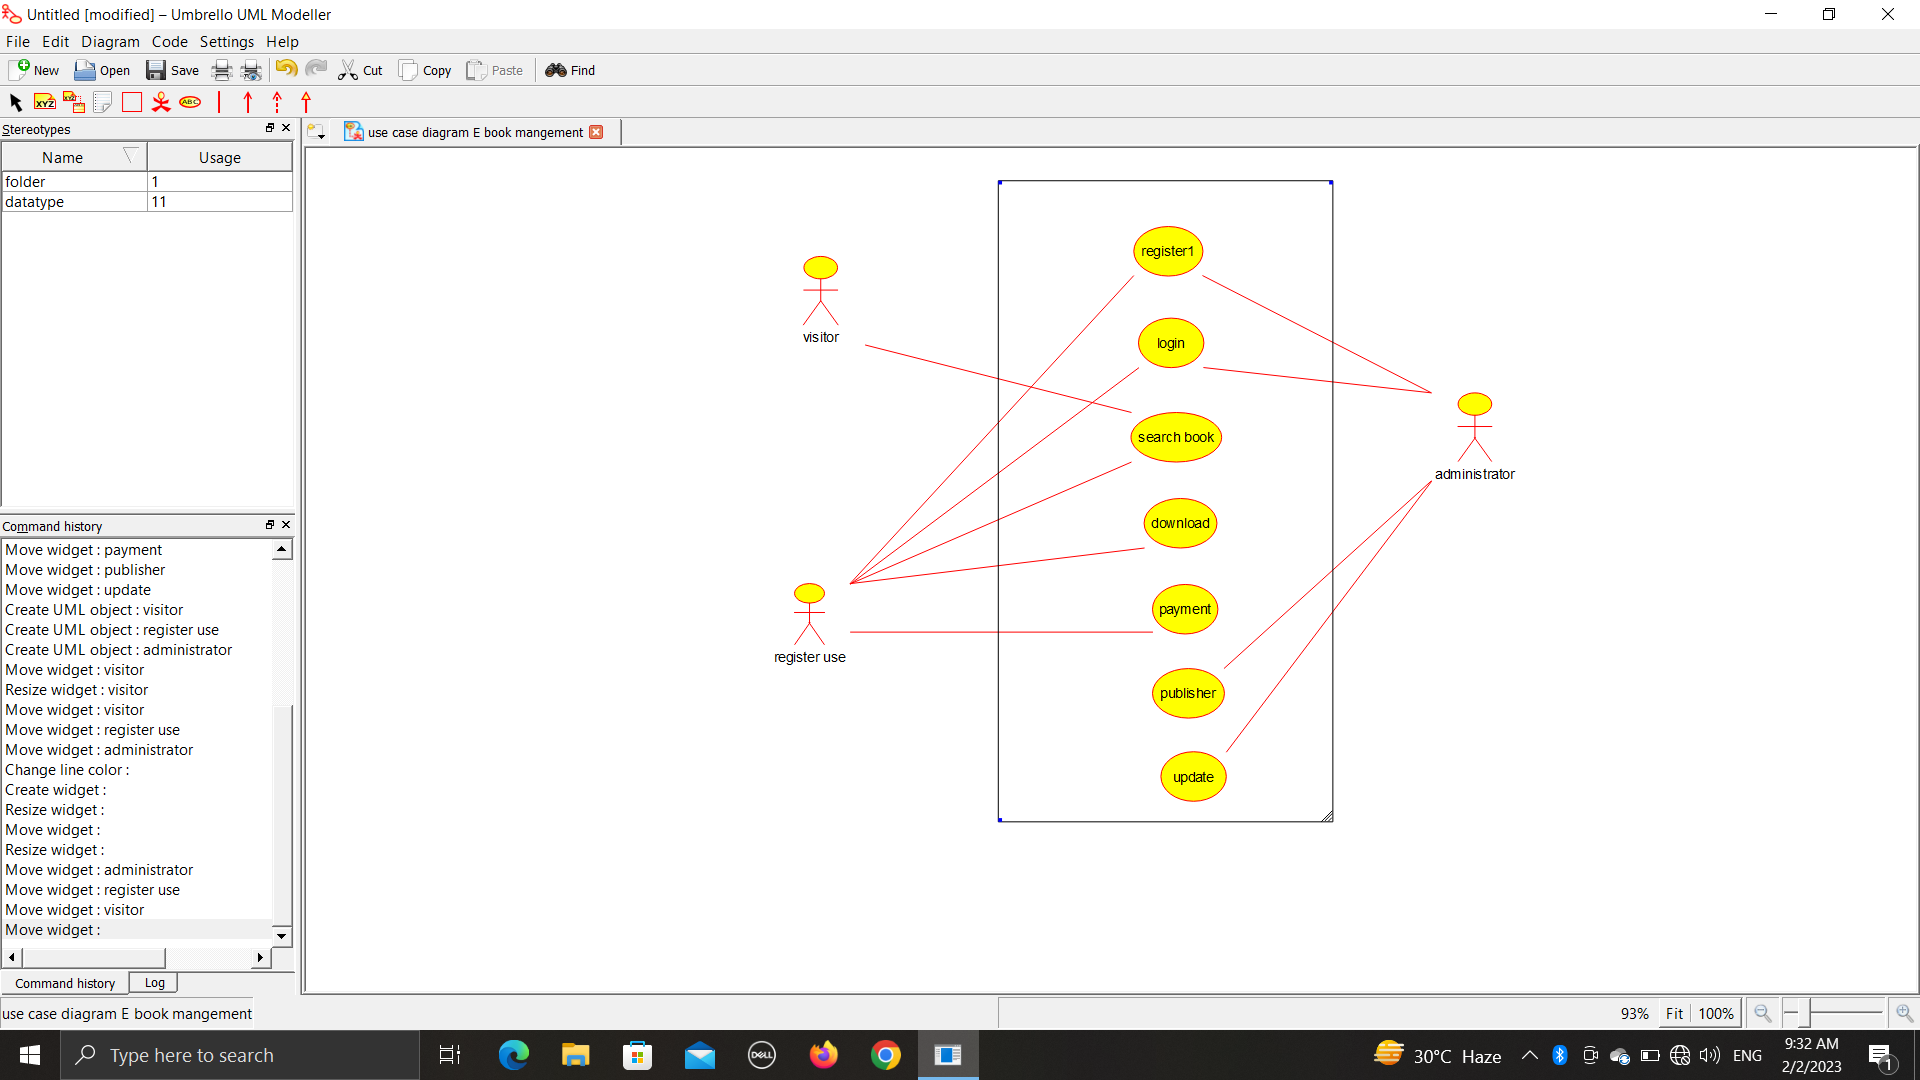 Untitled [modified] – Umbrello UML Modeller
File Edit Diagram Code Settings Help
New Open Save Cut Copy Paste Find
XYZ XYZ ABC
Stereotypes
use case diagram E book mangement
Name Usage
folder 1
datatype 11
register1
visitor
login
search book
administrator
download
payment
register use
publisher
update
Command history
Move widget : payment
Move widget : publisher
Move widget : update
Create UML object : visitor
Create UML object : register use
Create UML object : administrator
Move widget : visitor
Resize widget : visitor
Move widget : visitor
Move widget : register use
Move widget : administrator
Change line color :
Create widget :
Resize widget :
Move widget :
Resize widget :
Move widget : administrator
Move widget : register use
Move widget : visitor
Move widget :
Command history Log
use case diagram E book mangement
93% Fit 100%
Type here to search
DELL
30°C Haze
ENG
9:32 AM
2/2/2023
1